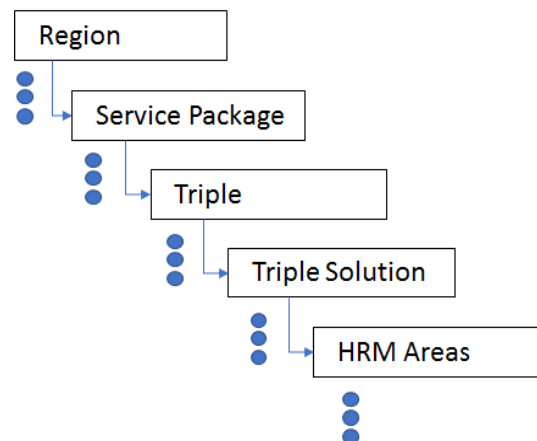 Region
Service Package
Triple
Triple Solution
HRM Areas